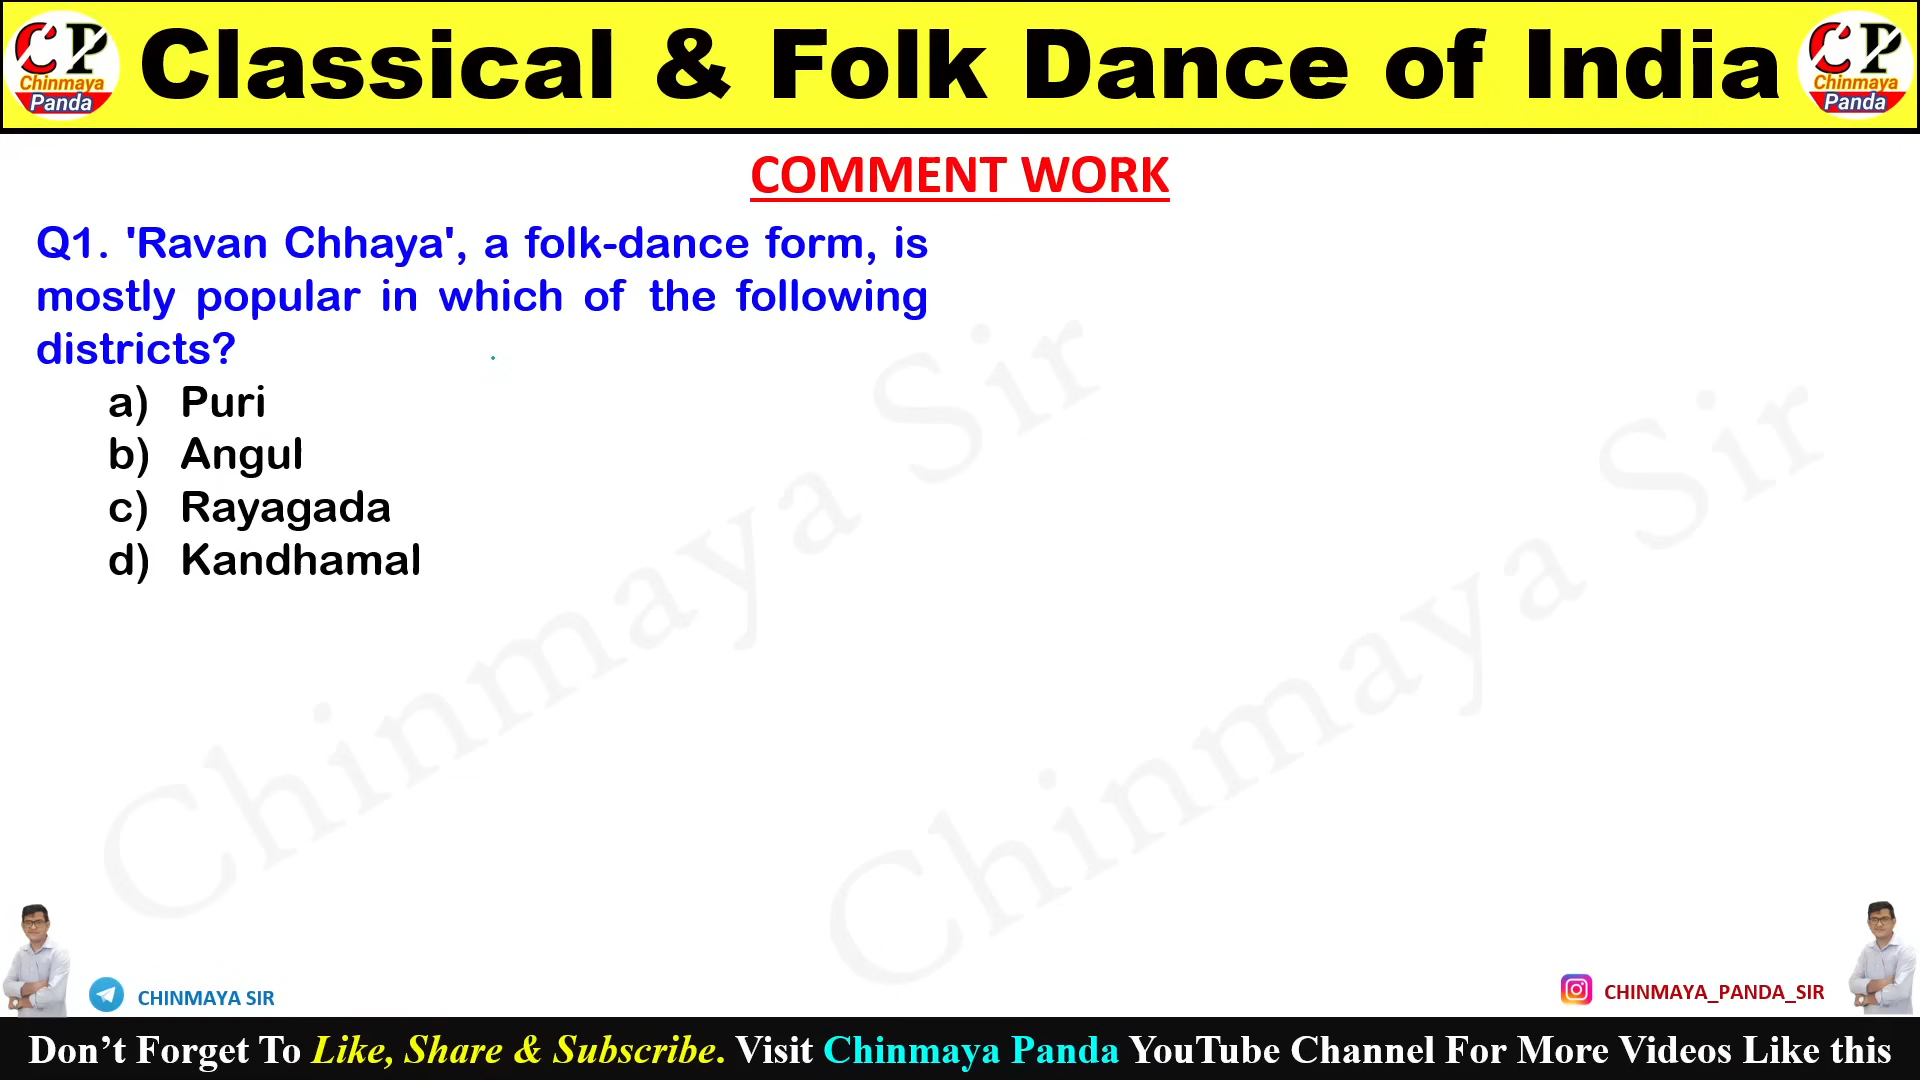 CP Chinmaya Panda
Classical & Folk Dance of India
CP Chinmaya Panda
COMMENT WORK
Q1. 'Ravan Chhaya', a folk-dance form, is
mostly popular in which of the following
districts?
a) Puri
b) Angul
c) Rayagada
d) Kandhamal
Chinmaya Sir
Chinmaya Sir
CHINMAYA SIR
CHINMAYA_PANDA_SIR
Don’t Forget To Like, Share & Subscribe. Visit Chinmaya Panda YouTube Channel For More Videos Like this